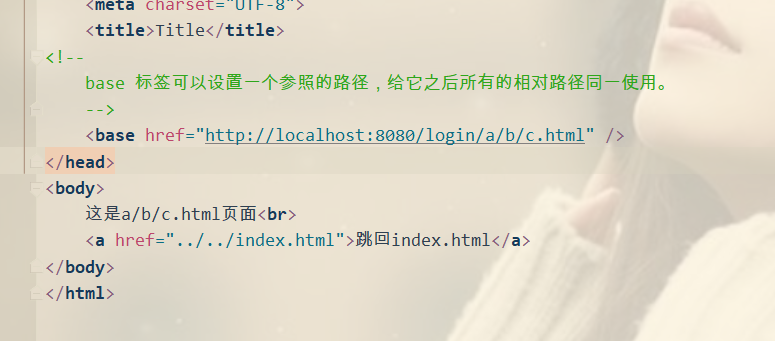 <meta charset="UTF-8">
<title>Title</title>
<!--
base 标签可以设置一个参照的路径，给它之后所有的相对路径同一使用。
-->
<base href="http://localhost:8080/login/a/b/c.html" />
</head>
<body>
这是a/b/c.html页面<br>
<a href="../../index.html">跳回index.html</a>
</body>
</html>